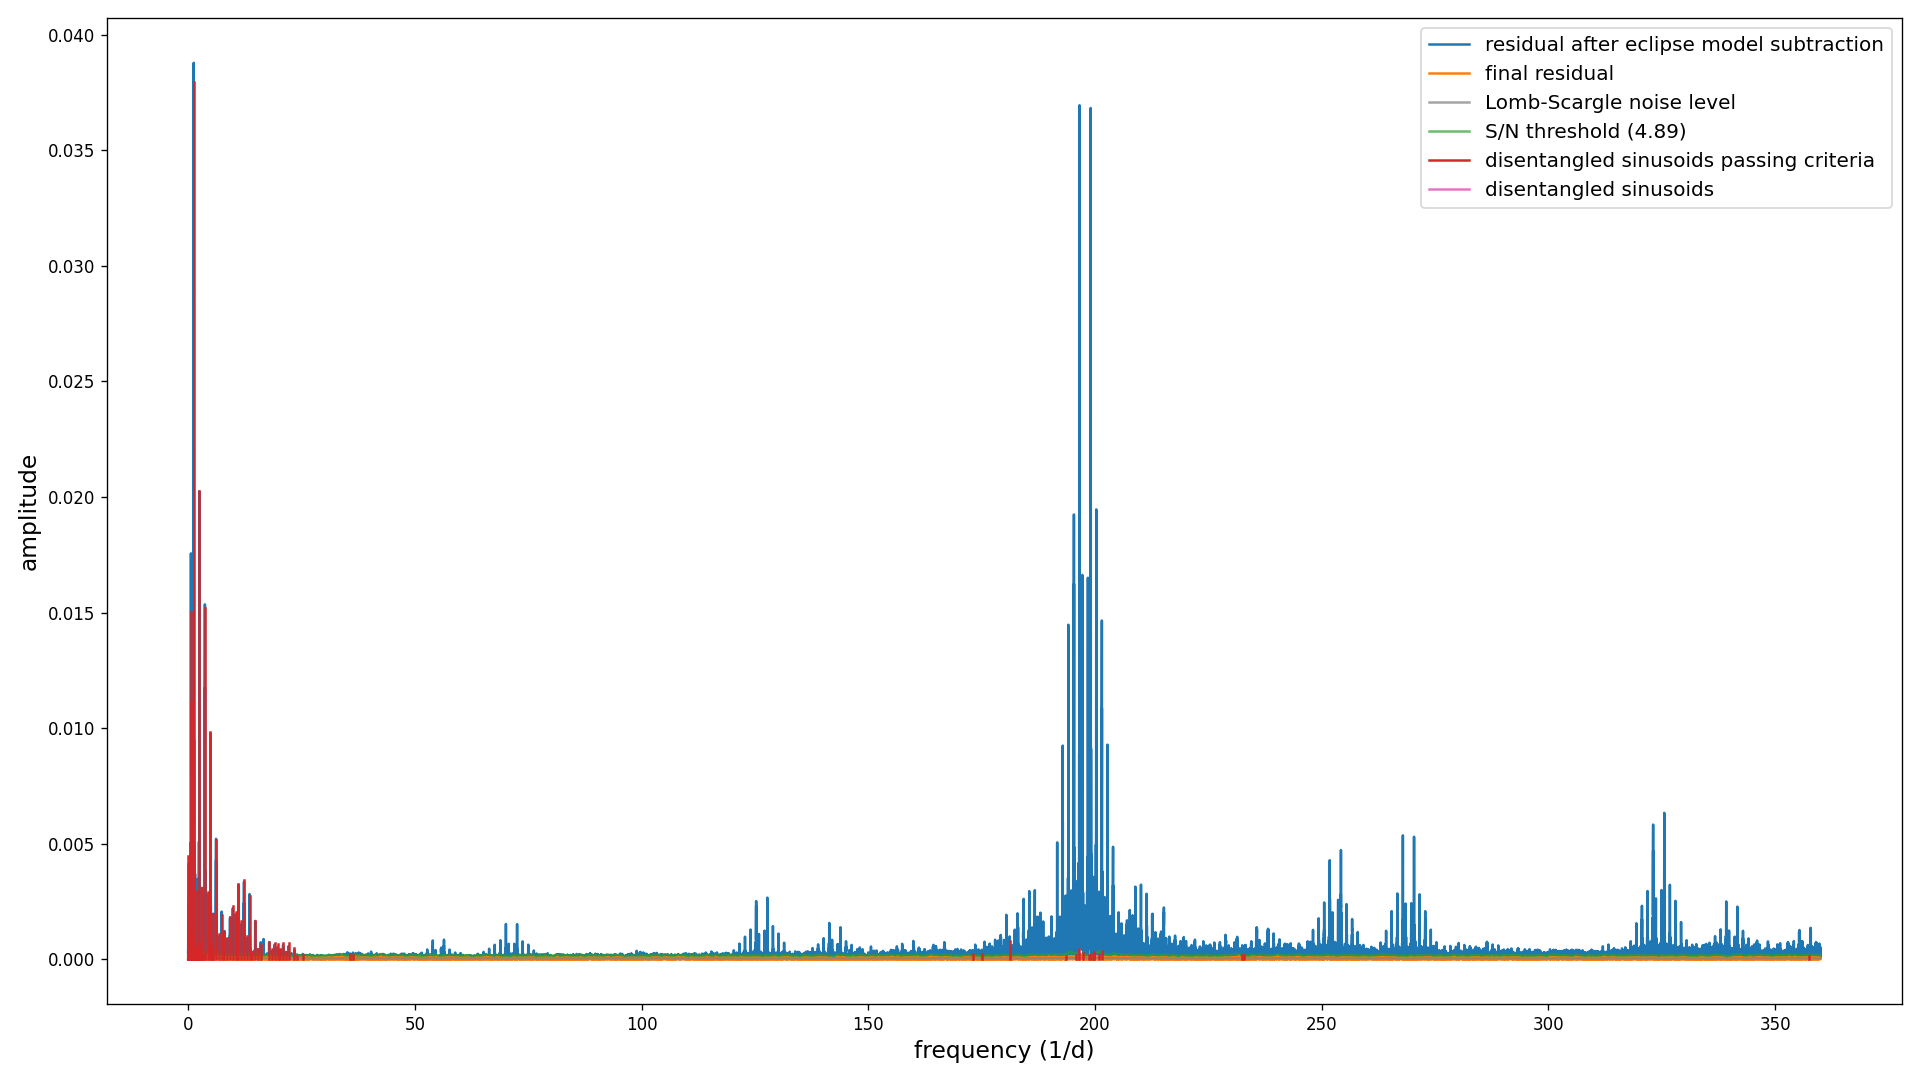 residual after eclipse model subtraction
final residual
Lomb-Scargle noise level
S/N threshold (4.89)
disentangled sinusoids passing criteria
disentangled sinusoids
amplitude
0.040
0.035
0.030
0.025
0.020
0.015
0.010
0.005
0.000
0 50 100 150 200 250 300 350
frequency (1/d)